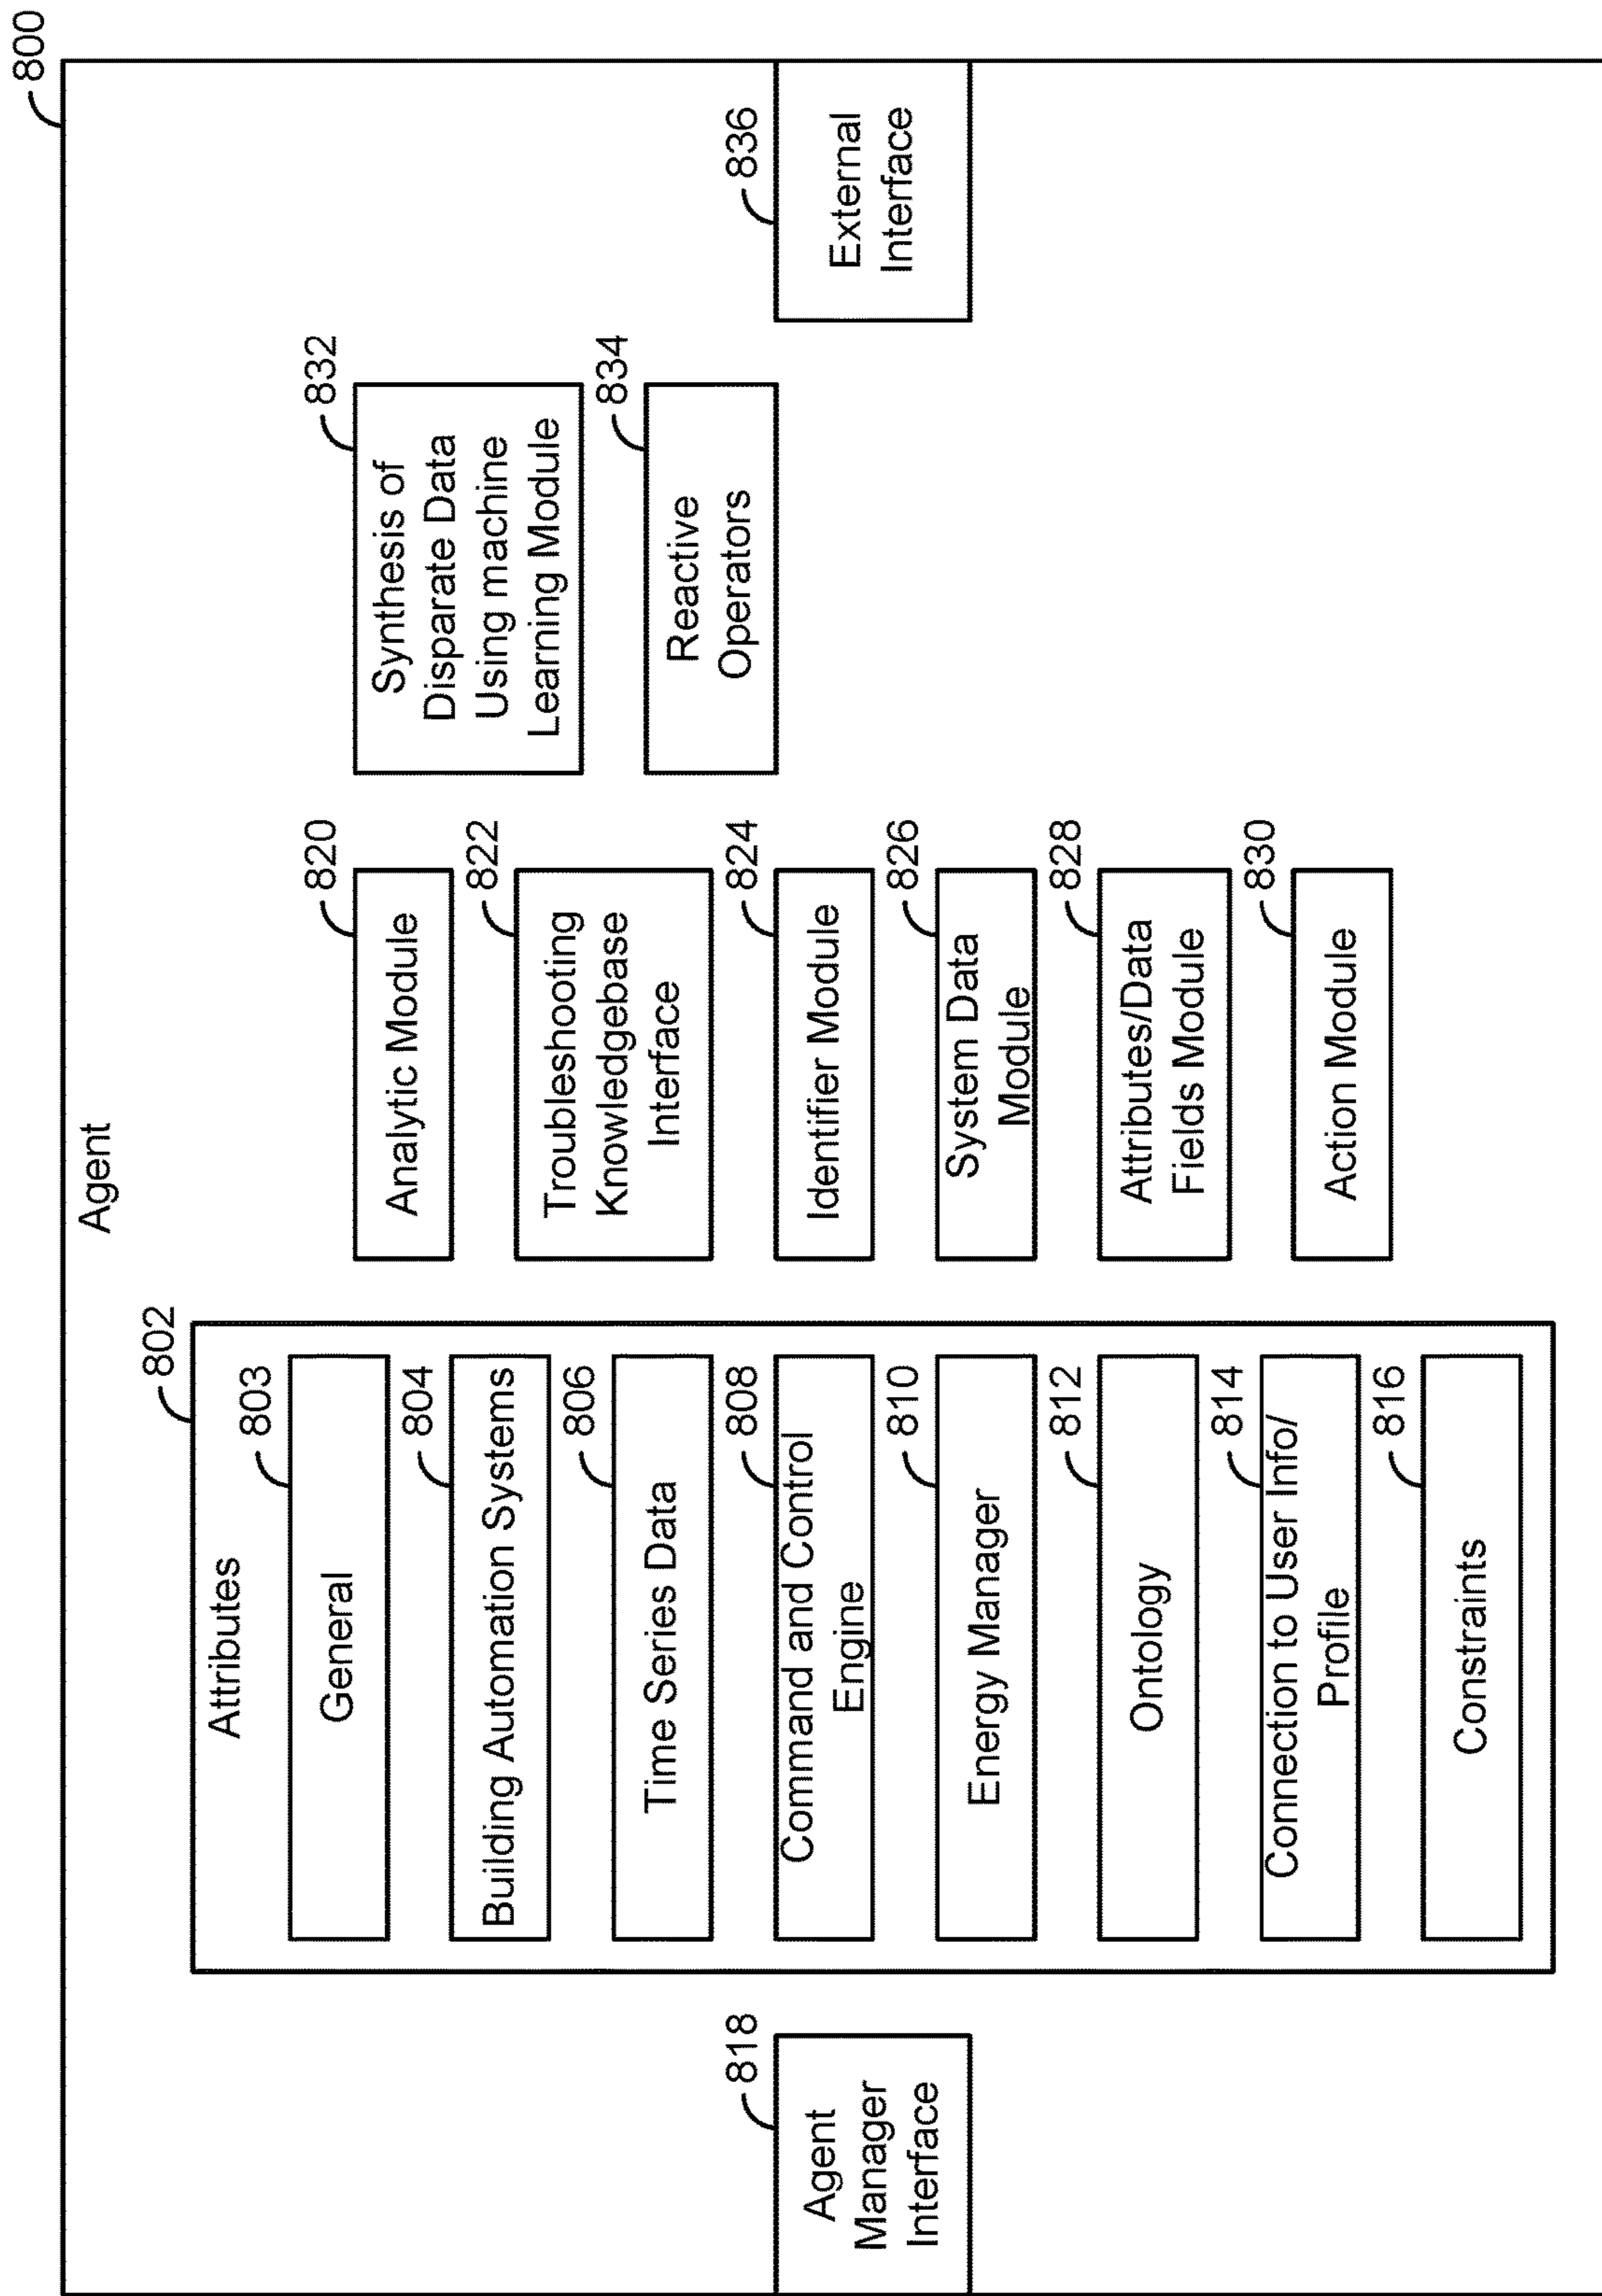 800
Agent
802
Attributes
803
General
804
Building Automation Systems
806
Time Series Data
808
Command and Control
Engine
810
Energy Manager
812
Ontology
814
Connection to User Info/
Profile
816
Constraints
818
Agent
Manager
Interface
820
Analytic Module
822
Troubleshooting
Knowledgebase
Interface
824
Identifier Module
826
System Data
Module
828
Attributes/Data
Fields Module
830
Action Module
832
Synthesis of
Disparate Data
Using machine
Learning Module
834
Reactive
Operators
836
External
Interface